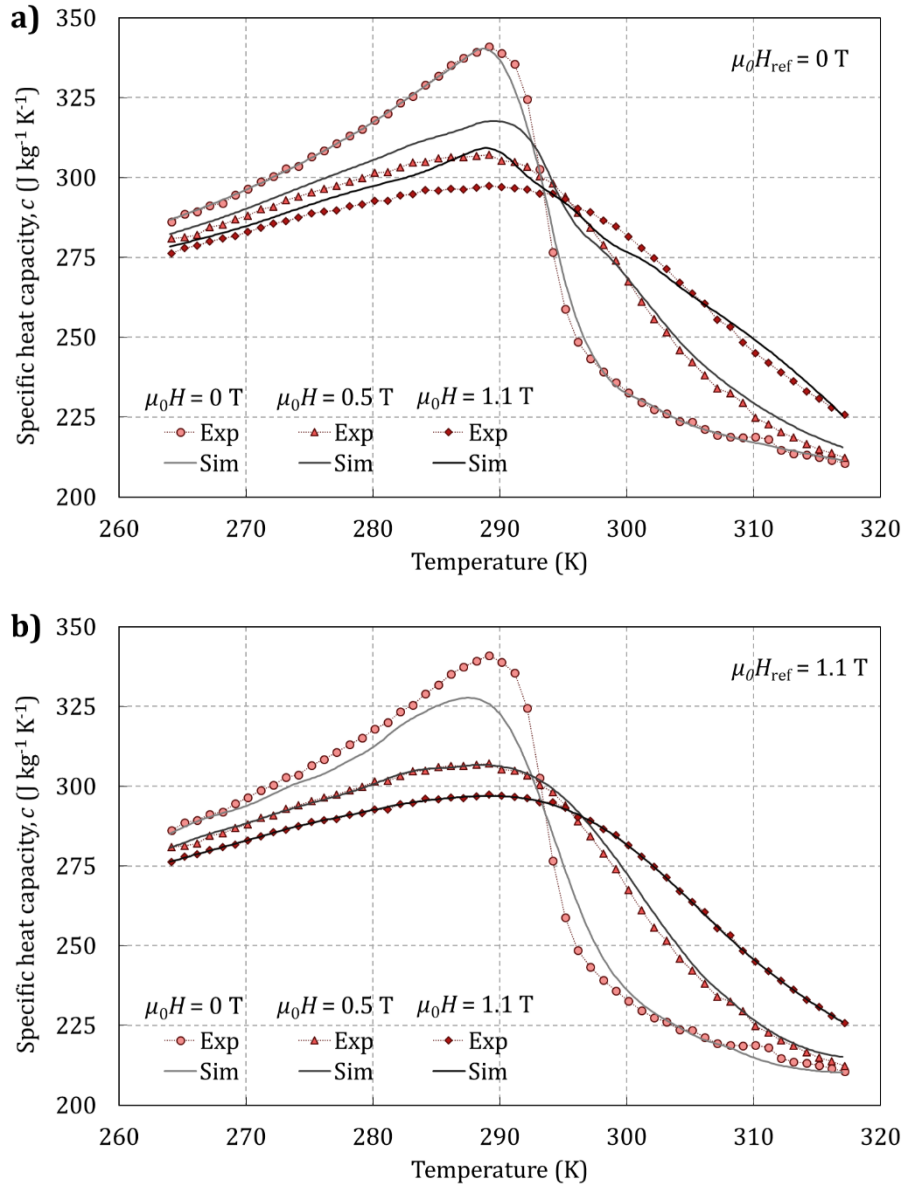 a)
350
325
300
275
250
225
200
260 270 280 290 300 310 320
Specific heat capacity, c (J kg⁻¹ K⁻¹)
Temperature (K)
μ₀H_ref = 0 T
μ₀H = 0 T μ₀H = 0.5 T μ₀H = 1.1 T
Exp Exp Exp
Sim Sim Sim
b)
350
325
300
275
250
225
200
260 270 280 290 300 310 320
Specific heat capacity, c (J kg⁻¹ K⁻¹)
Temperature (K)
μ₀H_ref = 1.1 T
μ₀H = 0 T μ₀H = 0.5 T μ₀H = 1.1 T
Exp Exp Exp
Sim Sim Sim